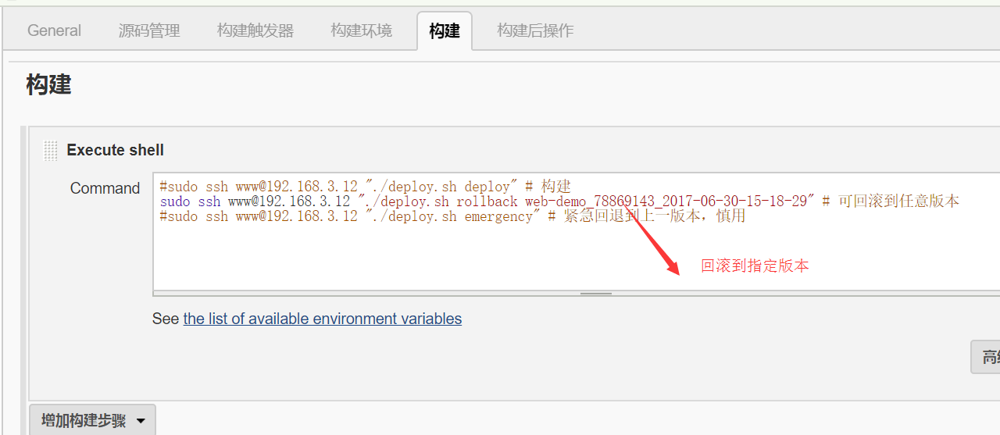 General 源码管理 构建触发器 构建环境 构建 构建后操作
构建
Execute shell
Command
#sudo ssh www@192.168.3.12 "./deploy.sh deploy" # 构建
sudo ssh www@192.168.3.12 "./deploy.sh rollback web-demo_78869143_2017-06-30-15-18-29" # 可回滚到任意版本
#sudo ssh www@192.168.3.12 "./deploy.sh emergency" # 紧急回退到上一版本，慎用
回滚到指定版本
See the list of available environment variables
高
增加构建步骤